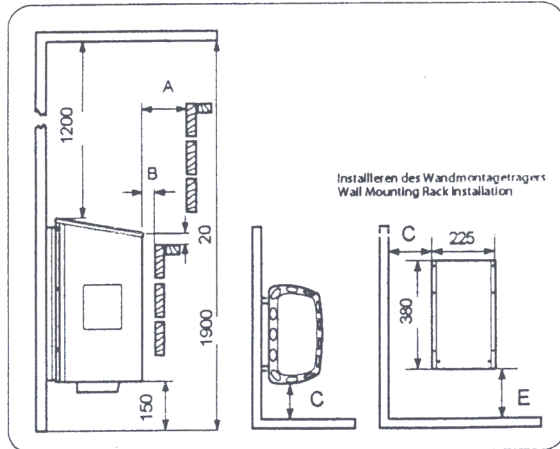 A
1200
B
20
1900
150
C
Installieren des Wandmontageträgers
Wall Mounting Rack Installation
C
225
380
E